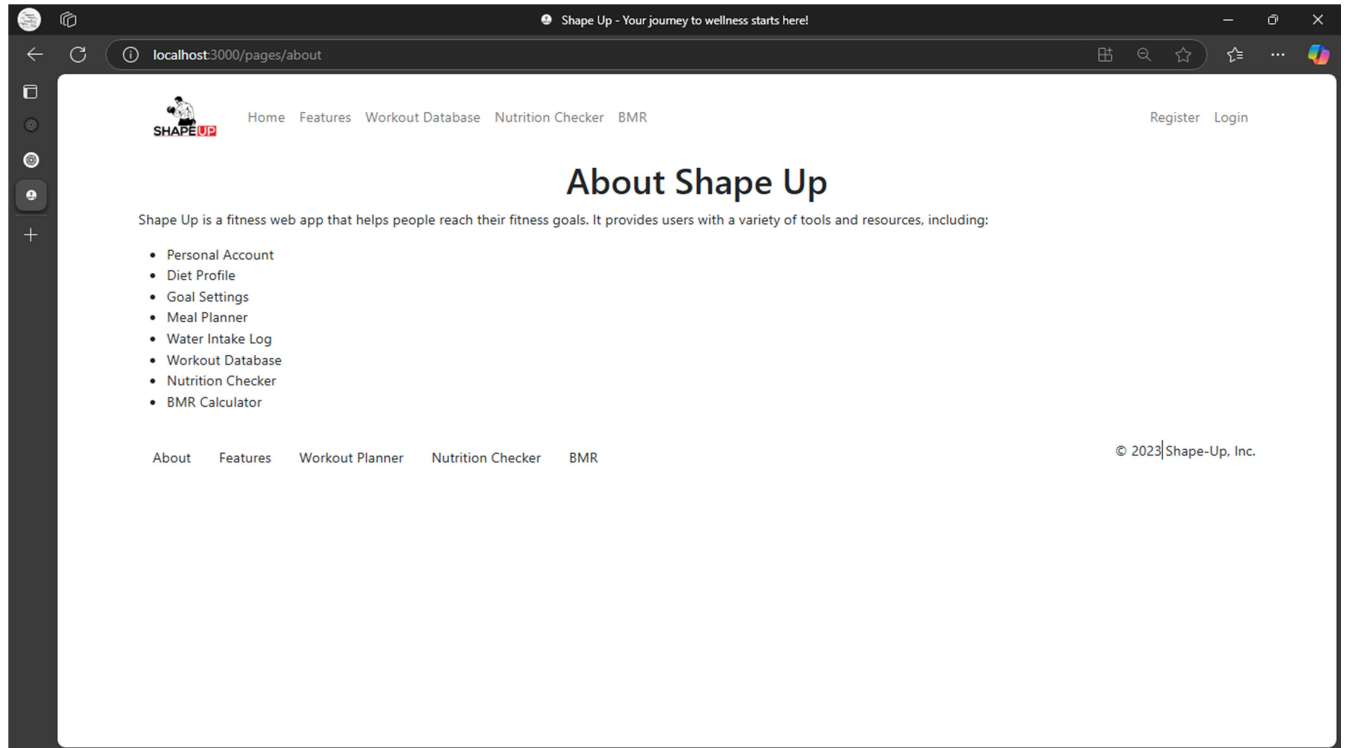 Shape Up - Your journey to wellness starts here!
localhost:3000/pages/about
SHAPEUP
Home Features Workout Database Nutrition Checker BMR Register Login
About Shape Up
Shape Up is a fitness web app that helps people reach their fitness goals. It provides users with a variety of tools and resources, including:
• Personal Account
• Diet Profile
• Goal Settings
• Meal Planner
• Water Intake Log
• Workout Database
• Nutrition Checker
• BMR Calculator
About Features Workout Planner Nutrition Checker BMR © 2023 Shape-Up, Inc.